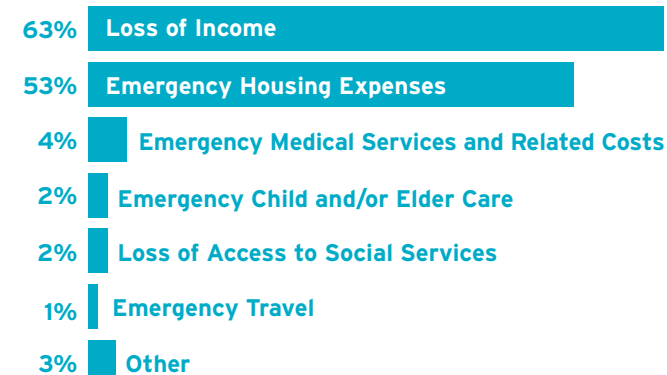 63% Loss of Income
53% Emergency Housing Expenses
4% Emergency Medical Services and Related Costs
2% Emergency Child and/or Elder Care
2% Loss of Access to Social Services
1% Emergency Travel
3% Other